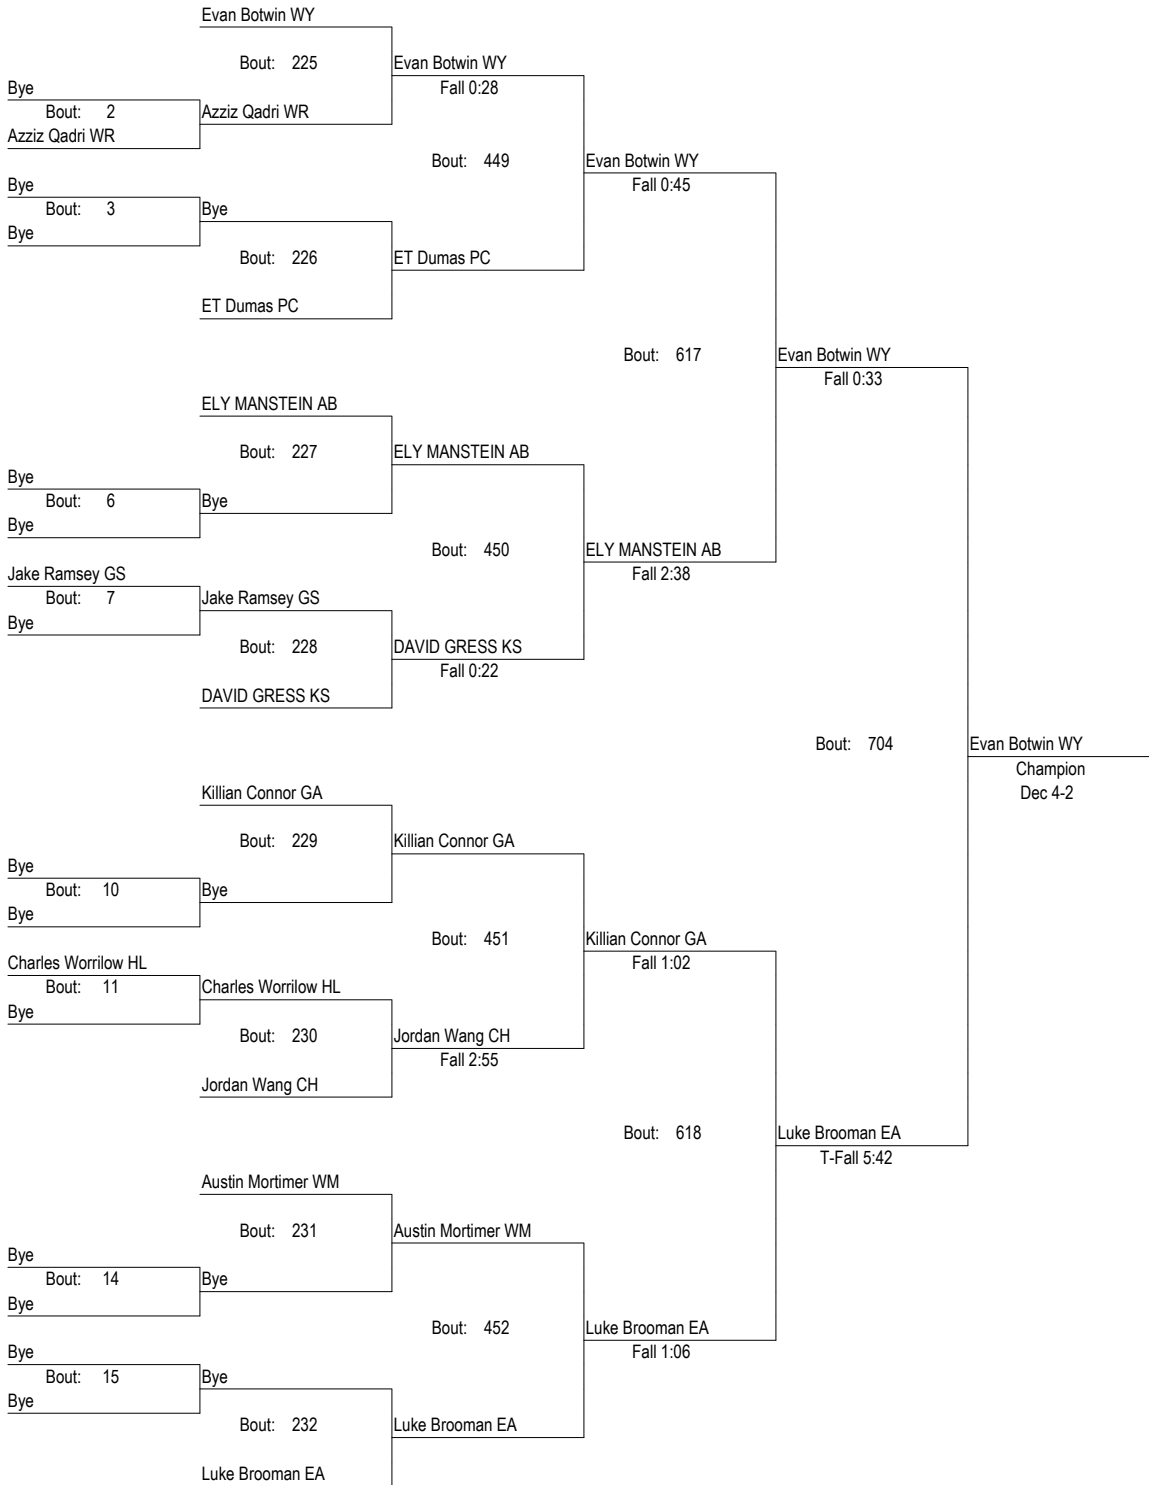 Evan Botwin WY
Bout: 225
Evan Botwin WY
Fall 0:28
Bye
Bout: 2
Azziz Qadri WR
Azziz Qadri WR
Bout: 449
Evan Botwin WY
Fall 0:45
Bye
Bout: 3
Bye
Bye
Bout: 226
ET Dumas PC
ET Dumas PC
Bout: 617
Evan Botwin WY
Fall 0:33
ELY MANSTEIN AB
Bout: 227
ELY MANSTEIN AB
Bye
Bout: 6
Bye
Bye
Bout: 450
ELY MANSTEIN AB
Fall 2:38
Jake Ramsey GS
Bout: 7
Jake Ramsey GS
Bye
Bout: 228
DAVID GRESS KS
Fall 0:22
DAVID GRESS KS
Bout: 704
Evan Botwin WY
Champion
Dec 4-2
Killian Connor GA
Bout: 229
Killian Connor GA
Bye
Bout: 10
Bye
Bye
Bout: 451
Killian Connor GA
Fall 1:02
Charles Worrilow HL
Bout: 11
Charles Worrilow HL
Bye
Bout: 230
Jordan Wang CH
Fall 2:55
Jordan Wang CH
Bout: 618
Luke Brooman EA
T-Fall 5:42
Austin Mortimer WM
Bout: 231
Austin Mortimer WM
Bye
Bout: 14
Bye
Bye
Bout: 452
Luke Brooman EA
Fall 1:06
Bye
Bout: 15
Bye
Bye
Bout: 232
Luke Brooman EA
Luke Brooman EA